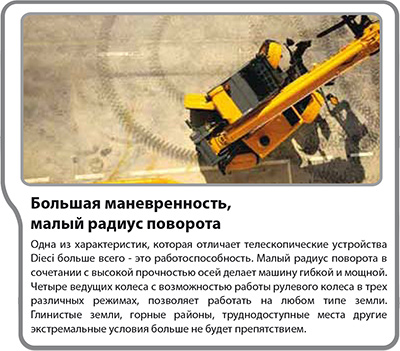 Большая маневренность,
малый радиус поворота
Одна из характеристик, которая отличает телескопические устройства
Dieci больше всего - это работоспособность. Малый радиус поворота в
сочетании с высокой прочностью осей делает машину гибкой и мощной.
Четыре ведущих колеса с возможностью работы рулевого колеса в трех
различных режимах, позволяет работать на любом типе земли.
Глинистые земли, горные районы, труднодоступные места другие
экстремальные условия больше не будет препятствием.